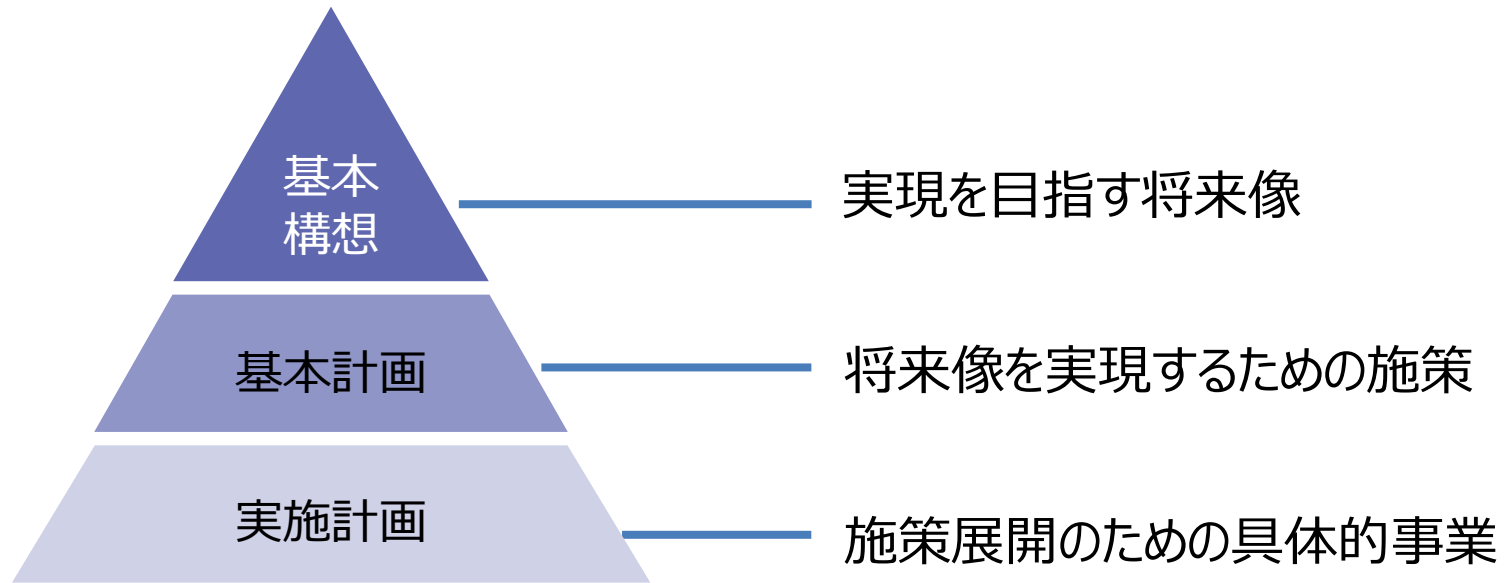 基本
構想
実現を目指す将来像
基本計画
将来像を実現するための施策
実施計画
施策展開のための具体的事業